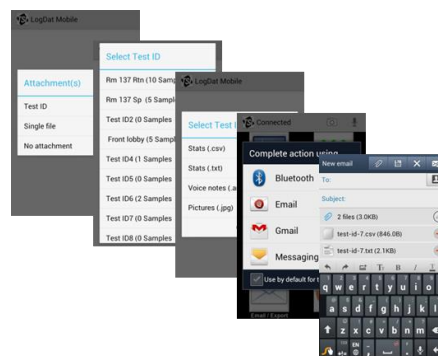 LogDat Mobile
Attachment(s)
Test ID
Single file
No attachment
Select Test ID
Rm 137 Rtn (10 Samp
Rm 137 Sp (5 Sampl
Test ID2 (0 Samples
Front lobby (5 Sampl
Test ID4 (1 Samples
Test ID5 (0 Samples
Test ID6 (2 Samples
Test ID7 (0 Samples
Test ID8 (0 Samples
LogDat Mobile
Select Test I
Stats (.csv)
Stats (.txt)
Voice notes (.a
Pictures (.jpg)
Connected
Complete action using
Bluetooth
Email
Gmail
Messaging
Use by default for t
Email / Export
New email
To:
Subject:
2 files (3.0KB)
test-id-7.csv (846.0B)
test-id-7.txt (2.1KB)
q w e r t y u i o
a s d f g h j k
z x c v b n m
EN